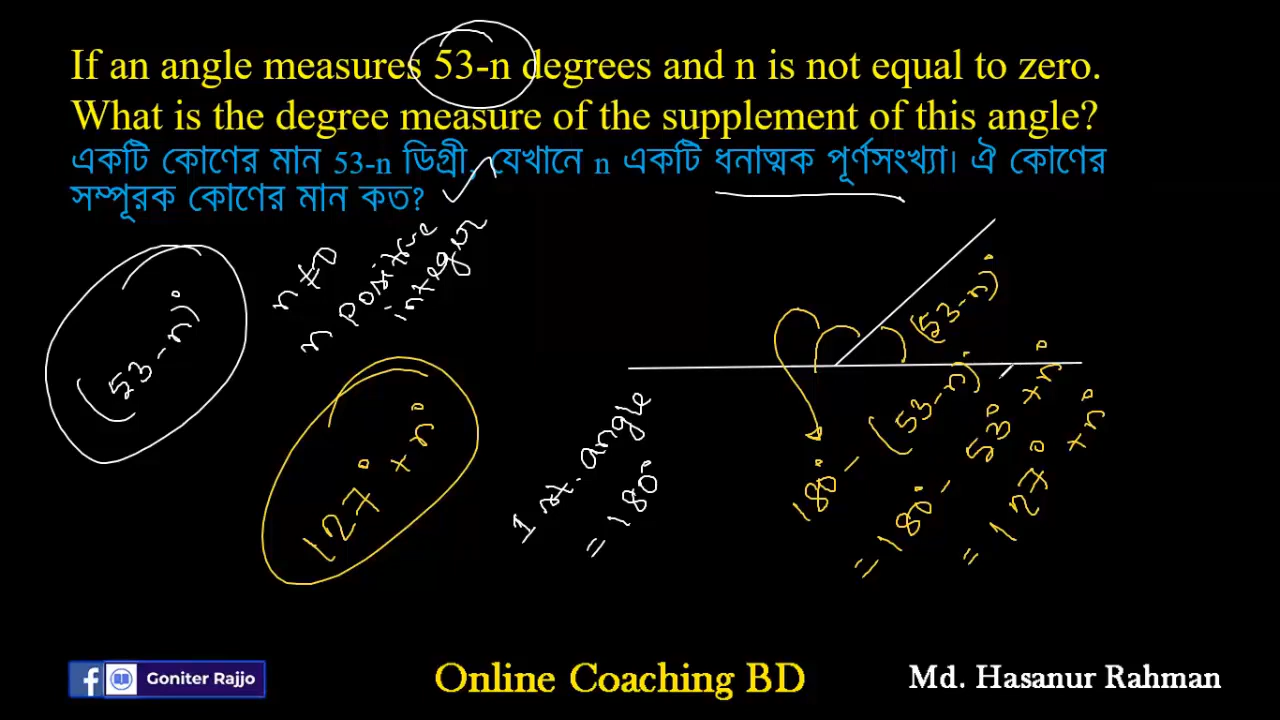 If an angle measures 53-n degrees and n is not equal to zero.
What is the degree measure of the supplement of this angle?
একটি কোণের মান 53-n ডিগ্রী, যেখানে n একটি ধনাত্মক পূর্ণসংখ্যা। ঐ কোণের
সম্পূরক কোণের মান কত?
(53-n)°
n≠0
n positive
integer
127°+n°
1 st. angle
=180°
(53-n)°
180°-(53-n)°
=180°-53°+n°
=127°+n°
f Goniter Rajjo
Online Coaching BD
Md. Hasanur Rahman